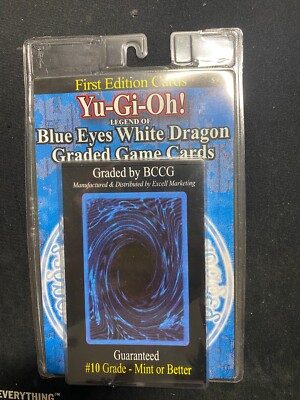 First Edition Cards
Yu-Gi-Oh!
LEGEND OF
Blue Eyes White Dragon
Graded Game Cards
Graded by BCCG
Manufactured & Distributed by Excell Marketing
Guaranteed
#10 Grade - Mint or Better
EVERYTHING™